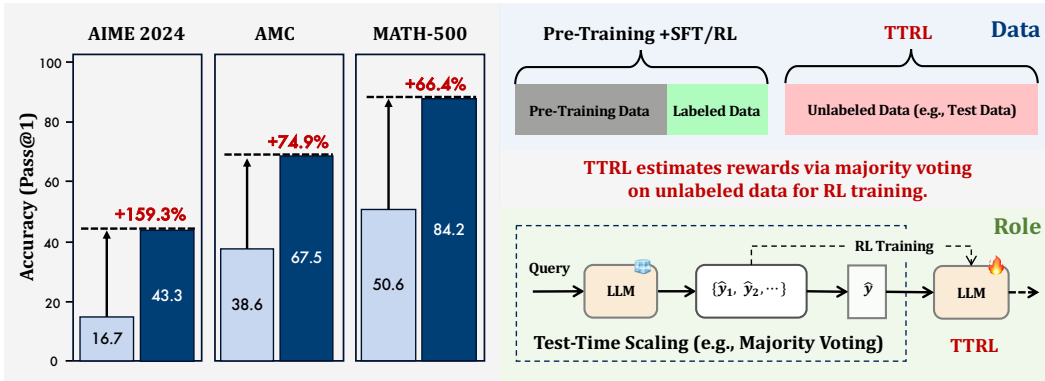 AIME 2024
AMC
MATH-500
Accuracy (Pass@1)
100
80
60
40
20
0
+159.3%
16.7
43.3
+74.9%
38.6
67.5
+66.4%
50.6
84.2
Data
Pre-Training +SFT/RL
TTRL
Pre-Training Data
Labeled Data
Unlabeled Data (e.g., Test Data)
TTRL estimates rewards via majority voting
on unlabeled data for RL training.
Role
RL Training
Query
LLM
{ŷ₁, ŷ₂, ⋯}
ŷ
LLM
Test-Time Scaling (e.g., Majority Voting)
TTRL